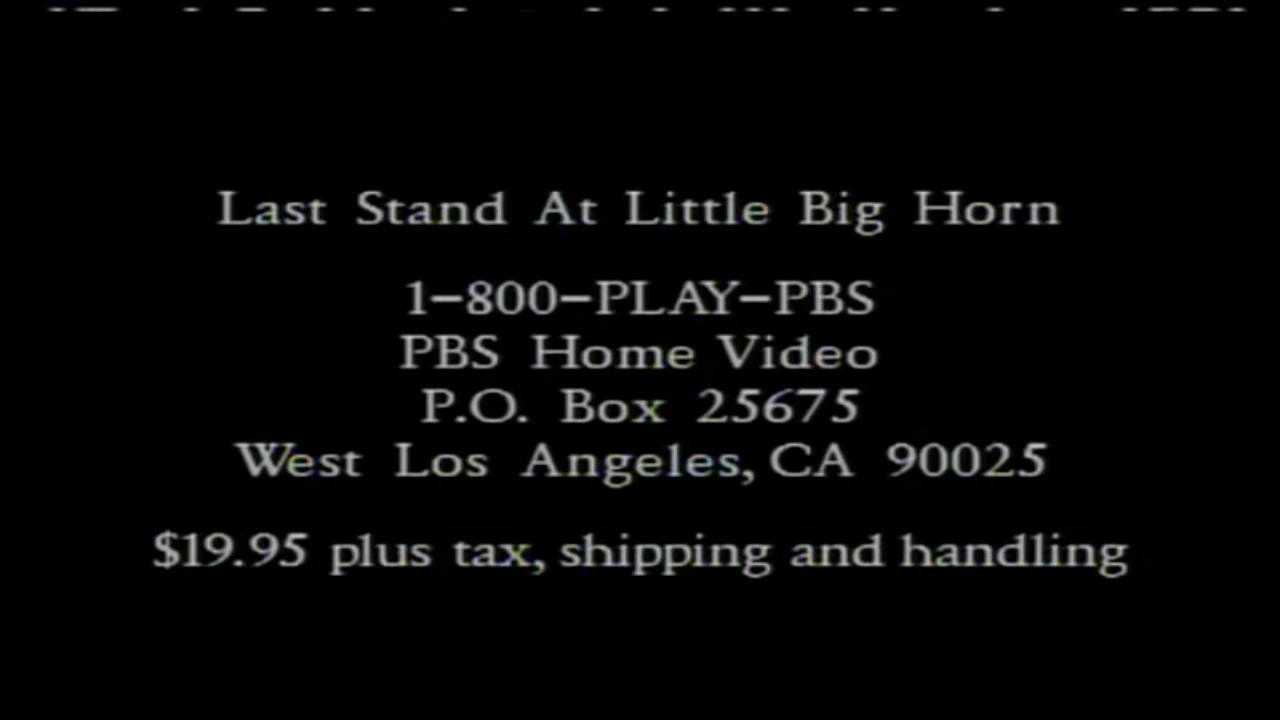 Last Stand At Little Big Horn
1-800-PLAY-PBS
PBS Home Video
P.O. Box 25675
West Los Angeles, CA 90025
$19.95 plus tax, shipping and handling